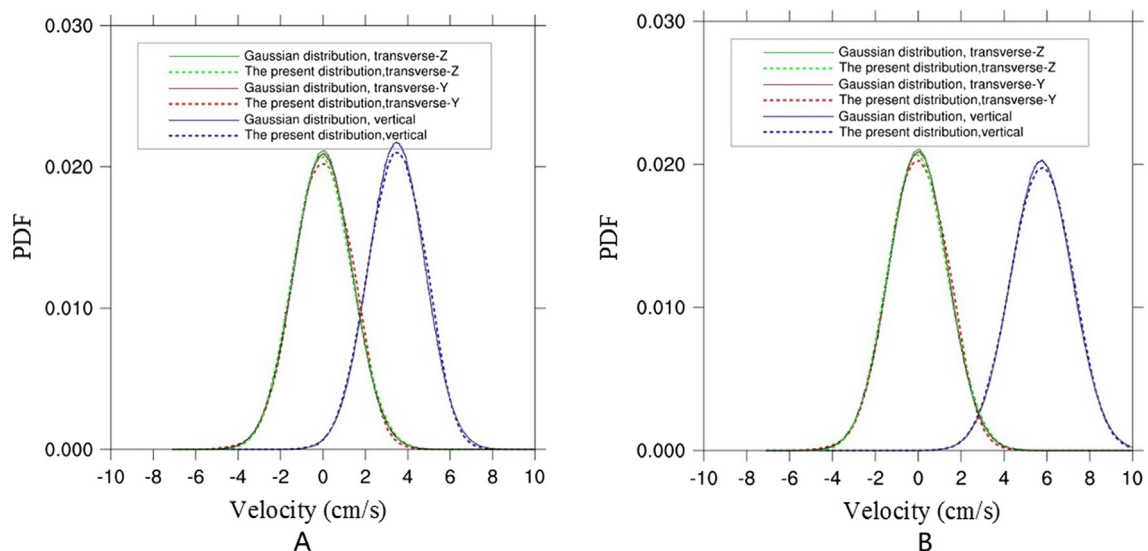 0.030
Gaussian distribution, transverse-Z
The present distribution,transverse-Z
Gaussian distribution, transverse-Y
The present distribution,transverse-Y
Gaussian distribution, vertical
The present distribution,vertical
0.020
PDF
0.010
0.000
-10 -8 -6 -4 -2 0 2 4 6 8 10
Velocity (cm/s)
A
0.030
Gaussian distribution, transverse-Z
The present distribution,transverse-Z
Gaussian distribution, transverse-Y
The present distribution,transverse-Y
Gaussian distribution, vertical
The present distribution,vertical
0.020
PDF
0.010
0.000
-10 -8 -6 -4 -2 0 2 4 6 8 10
Velocity (cm/s)
B